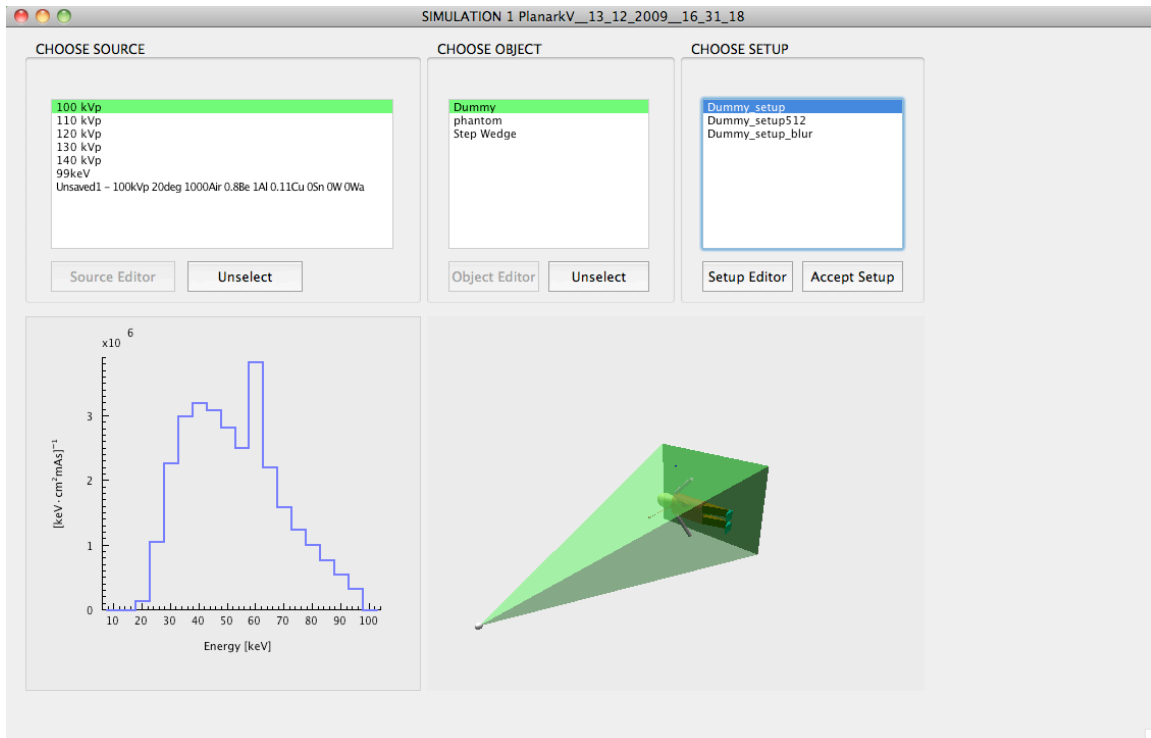 SIMULATION 1 PlanarkV__13_12_2009__16_31_18
CHOOSE SOURCE
100 kVp
110 kVp
120 kVp
130 kVp
140 kVp
99keV
Unsaved1 – 100kVp 20deg 1000Air 0.8Be 1Al 0.11Cu 0Sn 0W 0Wa
Source Editor
Unselect
CHOOSE OBJECT
Dummy
phantom
Step Wedge
Object Editor
Unselect
CHOOSE SETUP
Dummy_setup
Dummy_setup512
Dummy_setup_blur
Setup Editor
Accept Setup
x10 6
3
2
1
0
[keV·cm²mAs]⁻¹
10 20 30 40 50 60 70 80 90 100
Energy [keV]